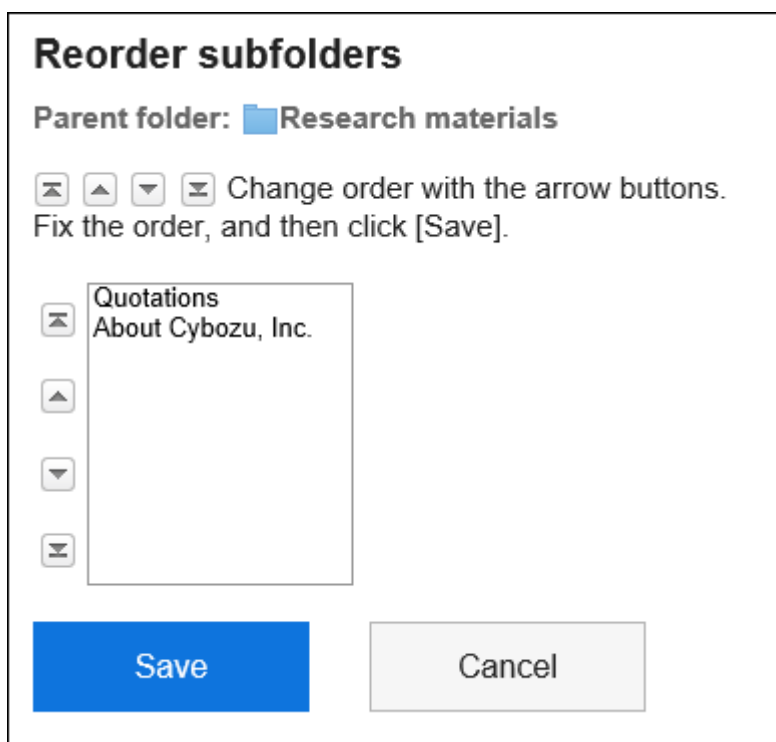 Reorder subfolders
Parent folder: Research materials
Change order with the arrow buttons.
Fix the order, and then click [Save].
Quotations
About Cybozu, Inc.
Save
Cancel